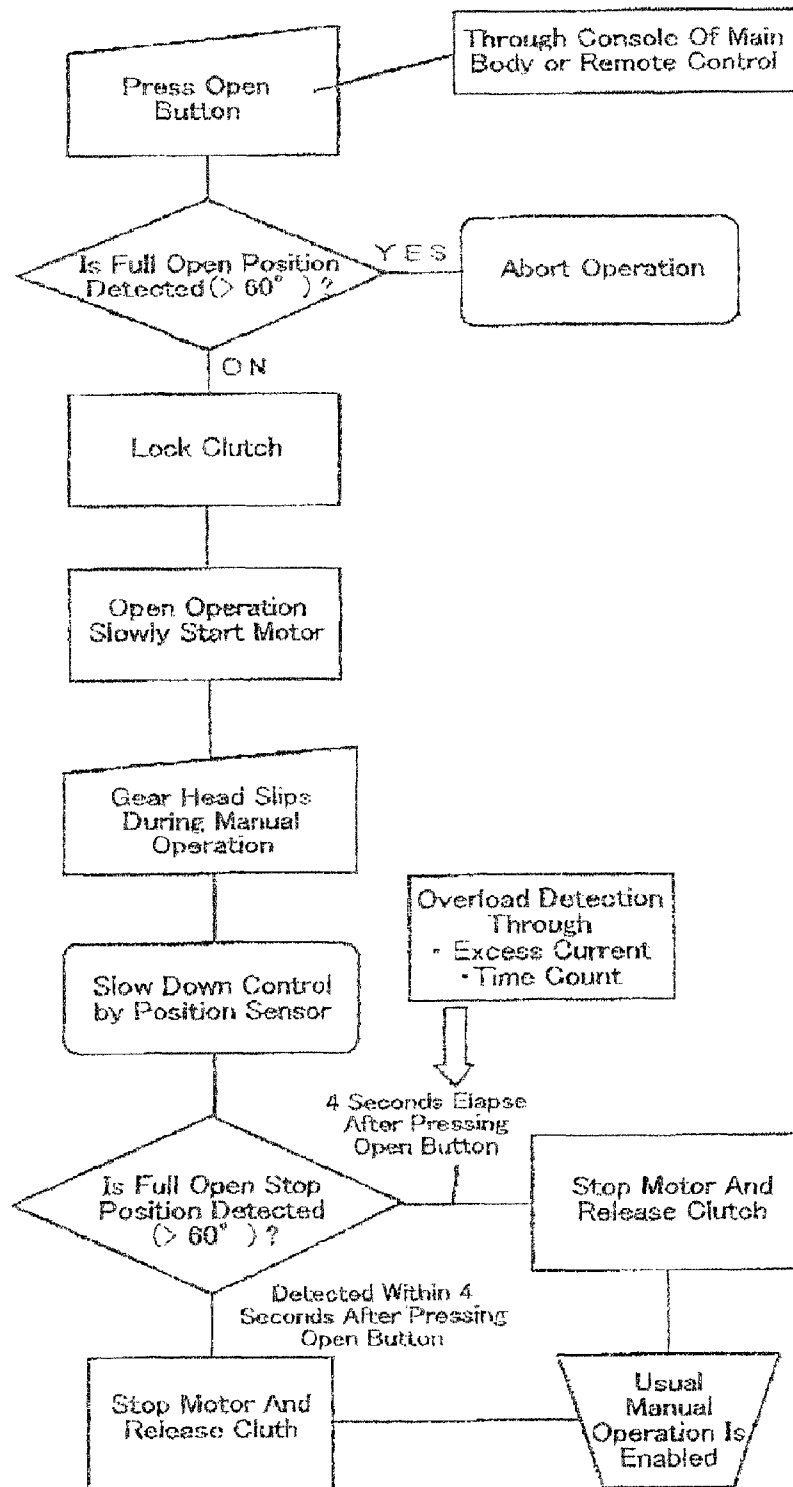 Press Open
Button
Through Console Of Main
Body or Remote Control
Is Full Open Position
Detected (> 60° ) ?
YES
Abort Operation
ON
Lock Clutch
Open Operation
Slowly Start Motor
Gear Head Slips
During Manual
Operation
Overload Detection
Through
・Excess Current
・Time Count
Slow Down Control
by Position Sensor
4 Seconds Elapse
After Pressing
Open Button
Is Full Open Stop
Position Detected
(> 60° ) ?
Stop Motor And
Release Clutch
Detected Within 4
Seconds After Pressing
Open Button
Stop Motor And
Release Cluth
Usual
Manual
Operation Is
Enabled